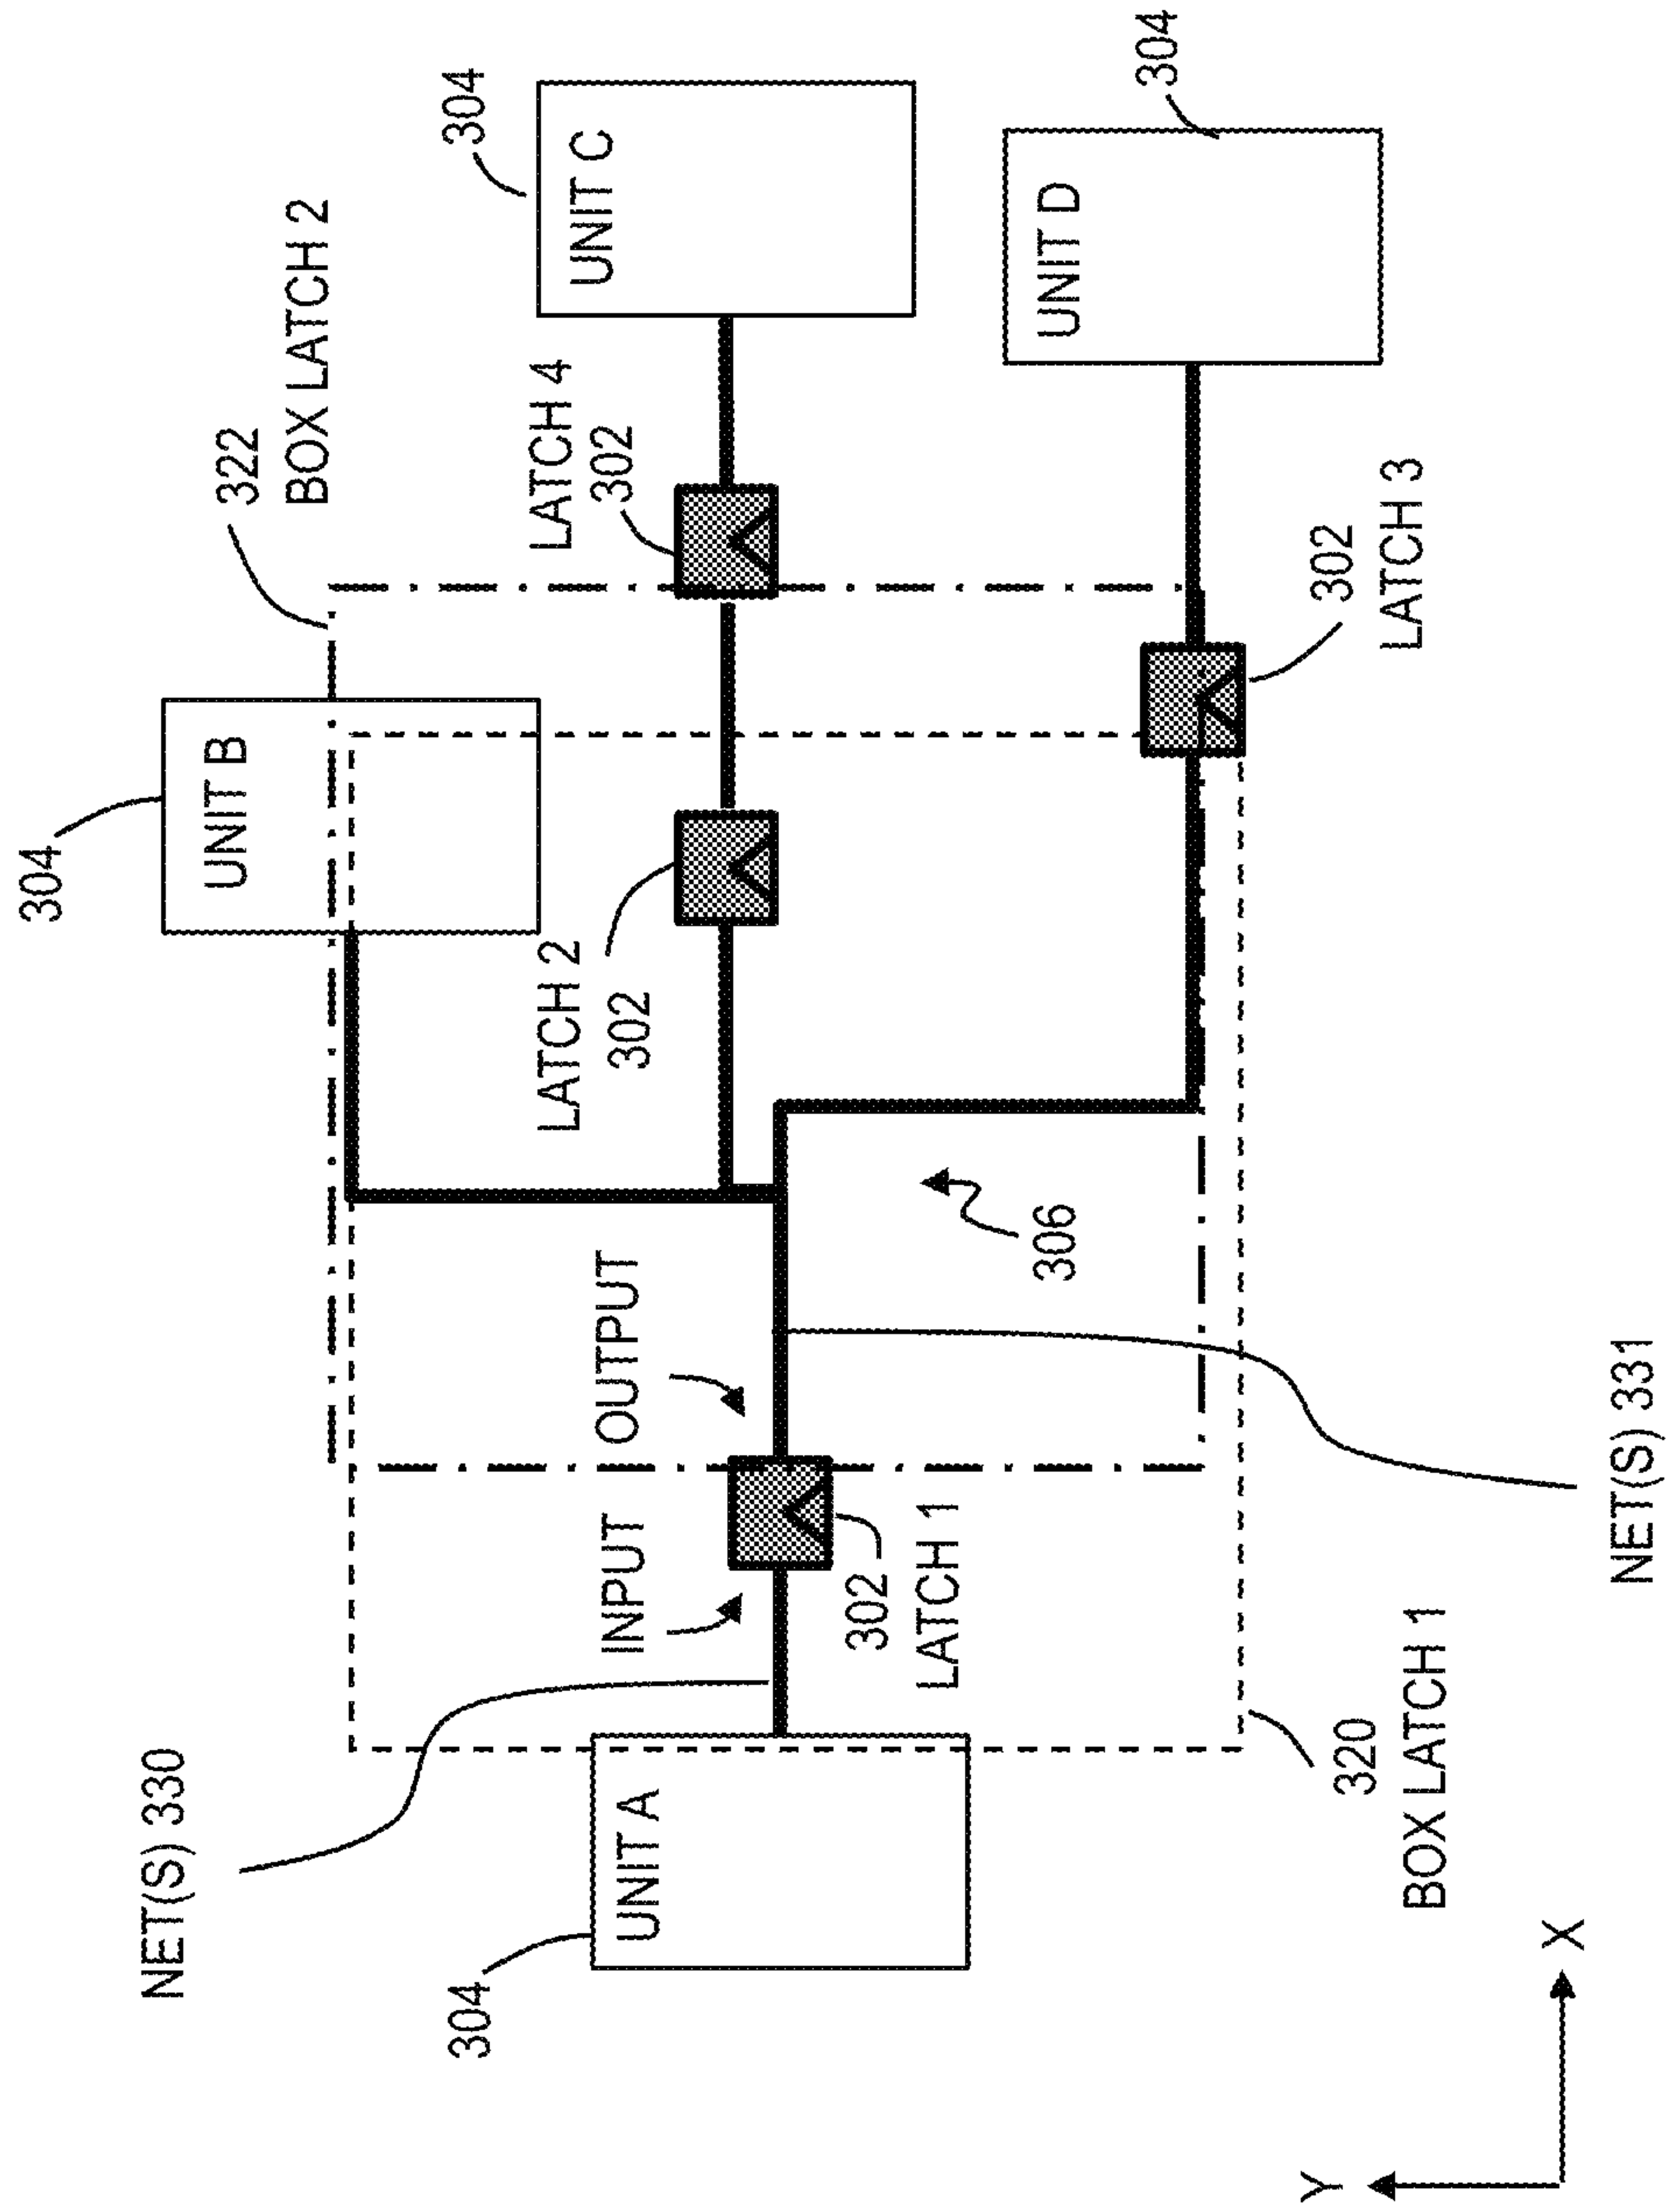 304
NET(S) 330
UNIT B
322
BOX LATCH 2
304
304
LATCH 2
302
LATCH 4
302
UNIT C
UNIT A
INPUT
OUTPUT
302
LATCH 1
306
UNIT D
304
302
LATCH 3
320
BOX LATCH 1
Y
X
NET(S) 331